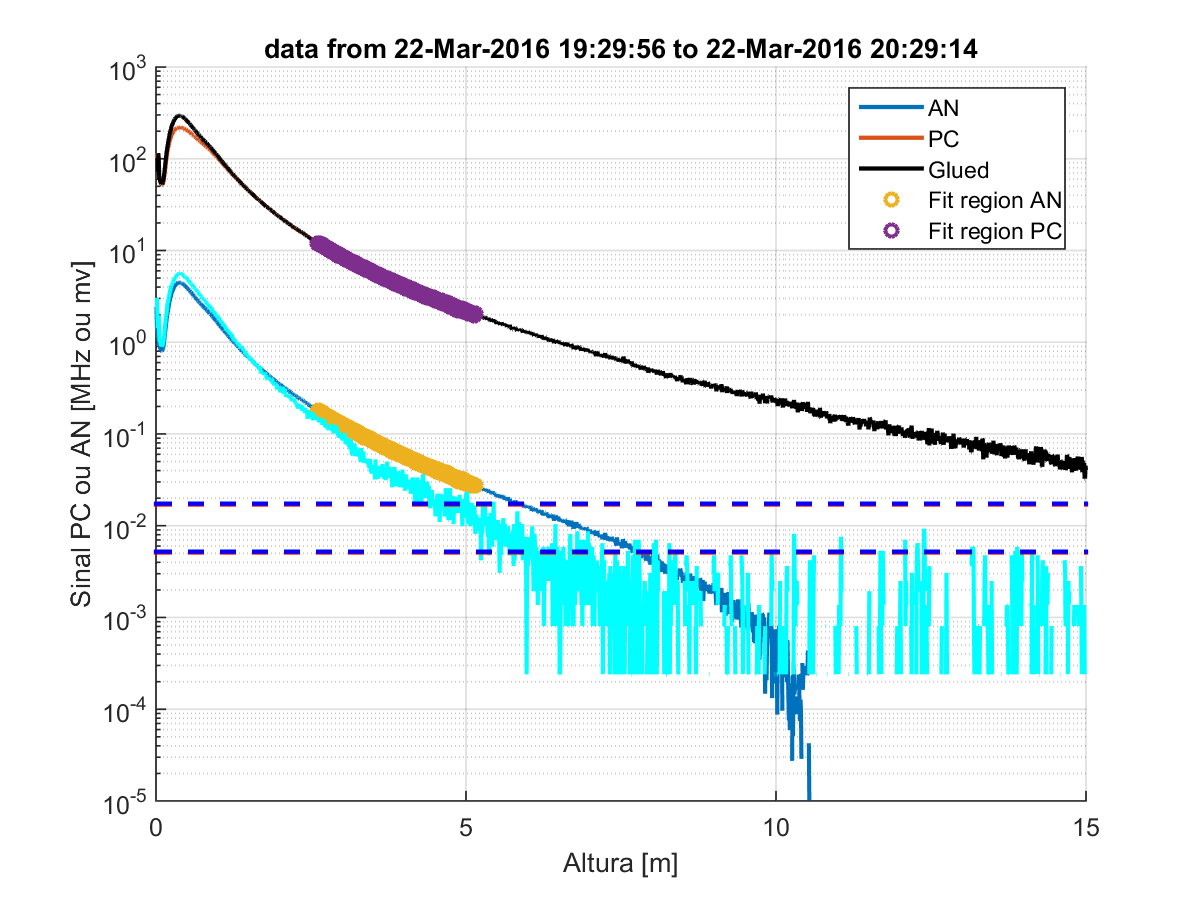 data from 22-Mar-2016 19:29:56 to 22-Mar-2016 20:29:14
AN
PC
Glued
Fit region AN
Fit region PC
Sinal PC ou AN [MHz ou mv]
10^3
10^2
10^1
10^0
10^-1
10^-2
10^-3
10^-4
10^-5
0 5 10 15
Altura [m]